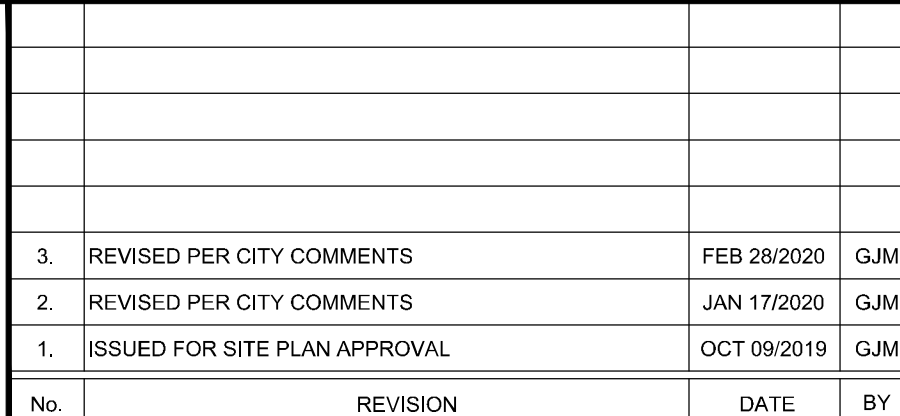 3. REVISED PER CITY COMMENTS FEB 28/2020 GJM
2. REVISED PER CITY COMMENTS JAN 17/2020 GJM
1. ISSUED FOR SITE PLAN APPROVAL OCT 09/2019 GJM
No. REVISION DATE BY